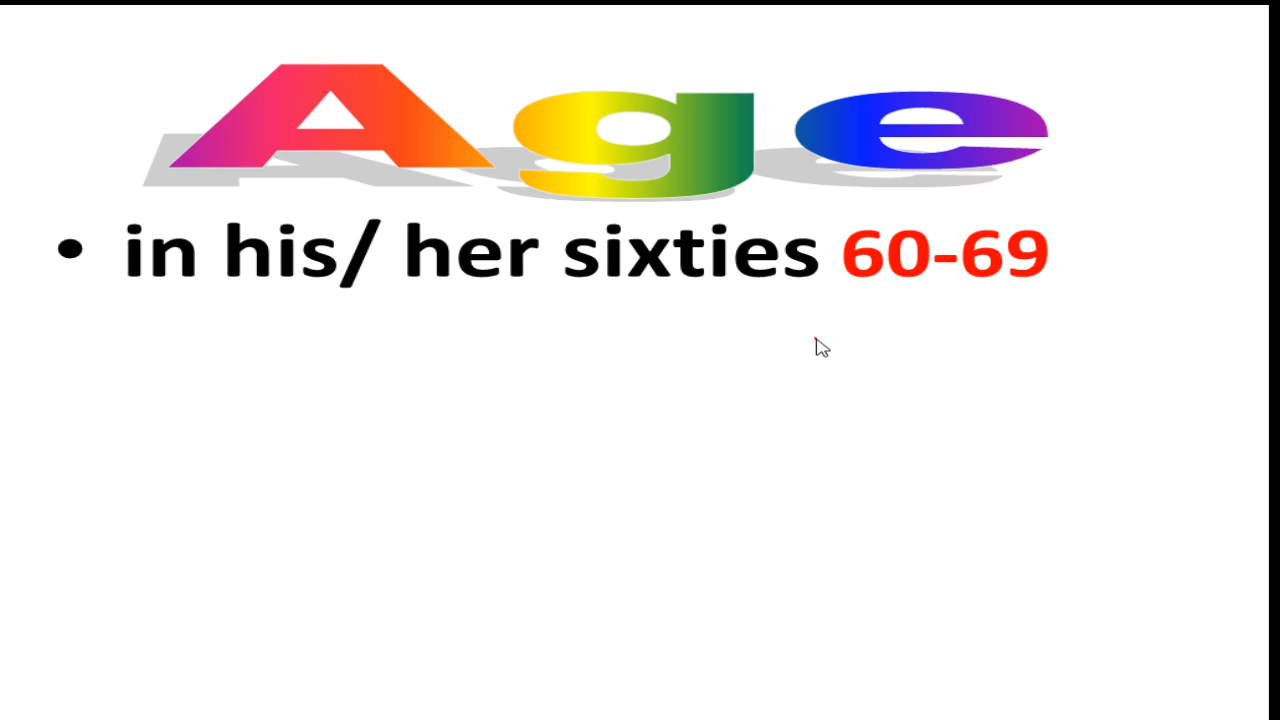 Age
• in his/ her sixties 60-69